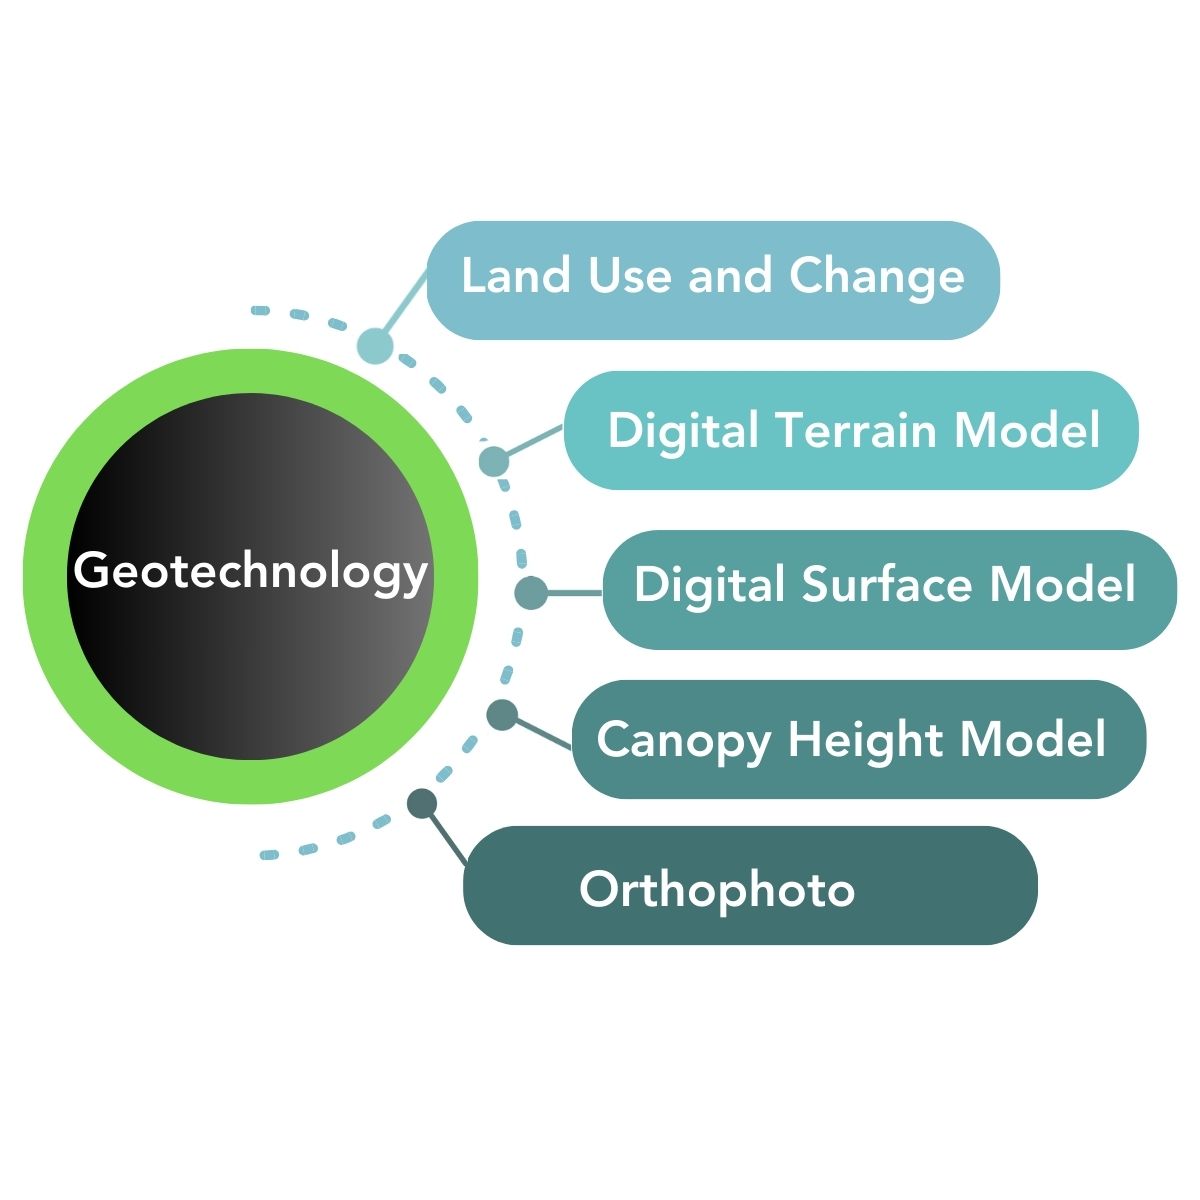 Land Use and Change
Digital Terrain Model
Geotechnology
Digital Surface Model
Canopy Height Model
Orthophoto